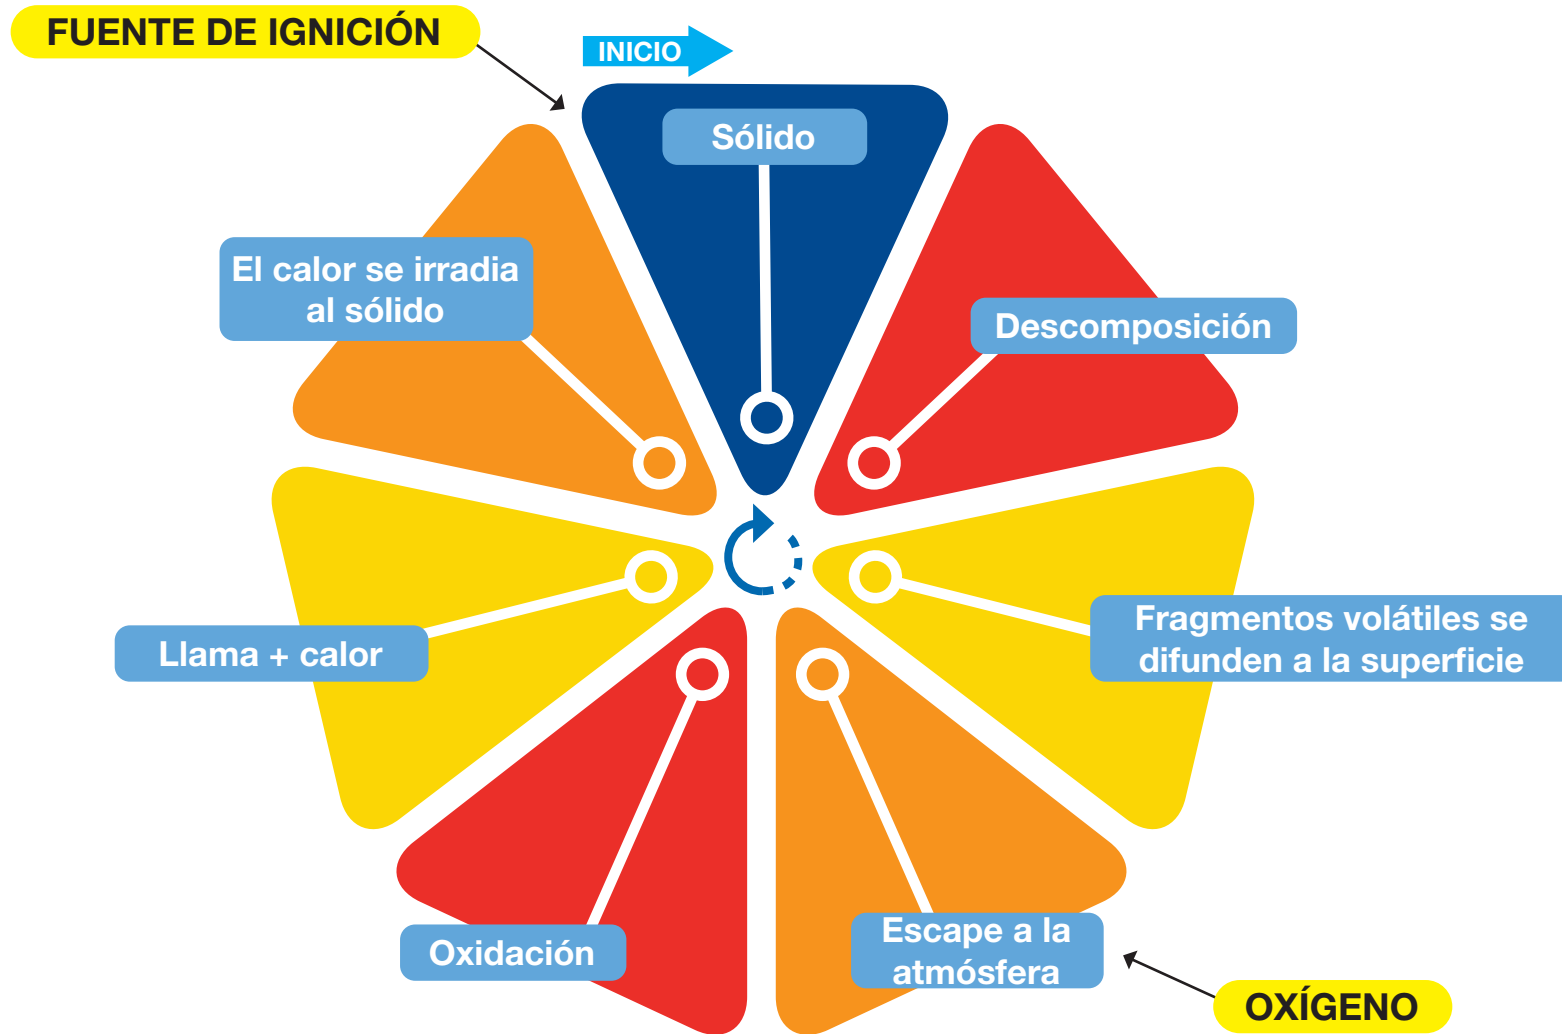 FUENTE DE IGNICIÓN
INICIO
Sólido
Descomposición
Fragmentos volátiles se
difunden a la superficie
Escape a la
atmósfera
OXÍGENO
Oxidación
Llama + calor
El calor se irradia
al sólido